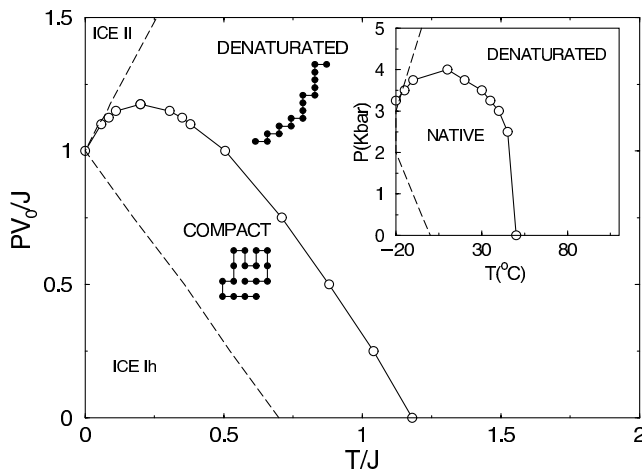 1.5
1
0.5
0
PV₀/J
ICE II
DENATURATED
COMPACT
ICE Ih
0
0.5
1
1.5
2
T/J
5
4
3
2
1
0
P(Kbar)
DENATURATED
NATIVE
−20
30
80
T(°C)